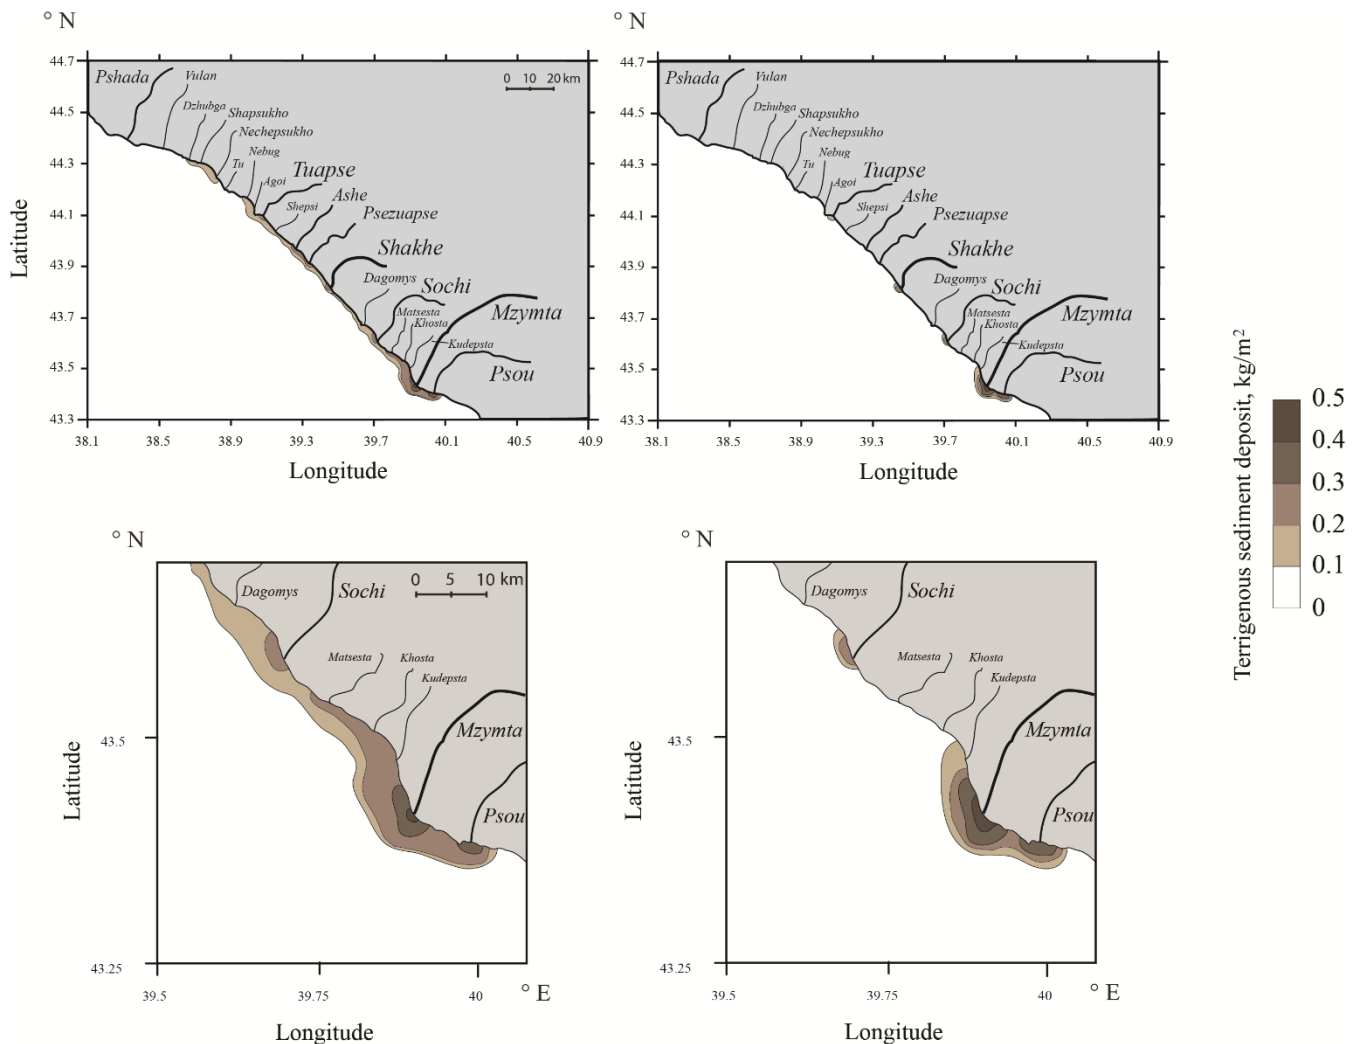 ° N
44.7
44.5
44.3
44.1
43.9
43.7
43.5
43.3
Latitude
Pshada
Vulan
Dzhubga
Shapsukho
Nechepsukho
Tu
Nebug
Agoi
Tuapse
Shepsi
Ashe
Psezuapse
Shakhe
Dagomys
Sochi
Matsesta
Khosta
Kudepsta
Mzymta
Psou
0 10 20 km
38.1 38.5 38.9 39.3 39.7 40.1 40.5 40.9
Longitude
° N
44.7
44.5
44.3
44.1
43.9
43.7
43.5
43.3
Pshada
Vulan
Dzhubga
Shapsukho
Nechepsukho
Tu
Nebug
Agoi
Tuapse
Shepsi
Ashe
Psezuapse
Shakhe
Dagomys
Sochi
Matsesta
Khosta
Kudepsta
Mzymta
Psou
38.1 38.5 38.9 39.3 39.7 40.1 40.5 40.9
Longitude
Terrigenous sediment deposit, kg/m²
0.5
0.4
0.3
0.2
0.1
0
° N
43.5
43.25
Latitude
Dagomys
Sochi
0 5 10 km
Matsesta
Khosta
Kudepsta
Mzymta
Psou
39.5 39.75 40
° E
Longitude
° N
43.5
43.25
Latitude
Dagomys
Sochi
Matsesta
Khosta
Kudepsta
Mzymta
Psou
39.5 39.75 40
° E
Longitude